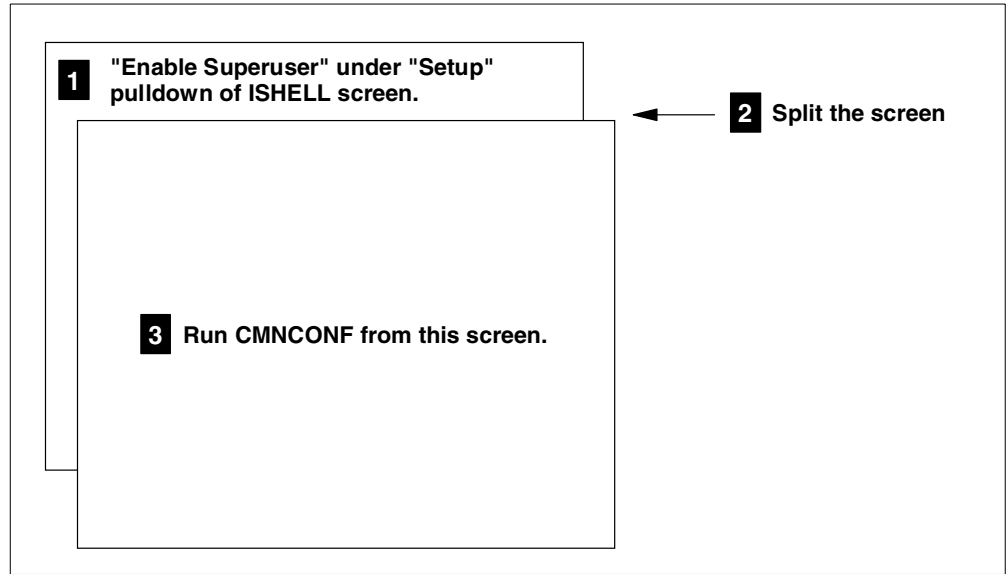 1 "Enable Superuser" under "Setup"
pulldown of ISHELL screen.
2 Split the screen
3 Run CMNCONF from this screen.